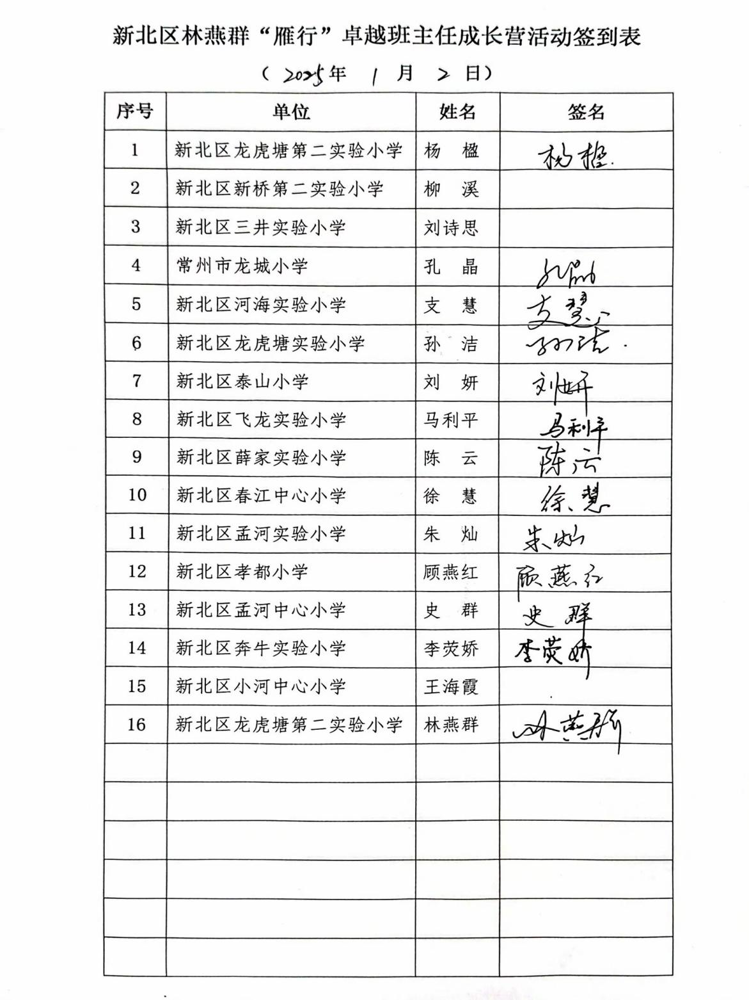 新北区林燕群“雁行”卓越班主任成长营活动签到表
（ 2025年 1 月 2 日）
序号 单位 姓名 签名
1 新北区龙虎塘第二实验小学 杨 楹 杨楹.
2 新北区新桥第二实验小学 柳 溪
3 新北区三井实验小学 刘诗思
4 常州市龙城小学 孔 晶 孔晶
5 新北区河海实验小学 支 慧 支慧
6 新北区龙虎塘实验小学 孙 洁 孙洁.
7 新北区泰山小学 刘 妍 刘妍
8 新北区飞龙实验小学 马利平 马利平
9 新北区薛家实验小学 陈 云 陈云
10 新北区春江中心小学 徐 慧 徐慧
11 新北区孟河实验小学 朱 灿 朱灿
12 新北区孝都小学 顾燕红 顾燕红
13 新北区孟河中心小学 史 群 史群
14 新北区奔牛实验小学 李荧娇 李荧娇
15 新北区小河中心小学 王海霞
16 新北区龙虎塘第二实验小学 林燕群 林燕群